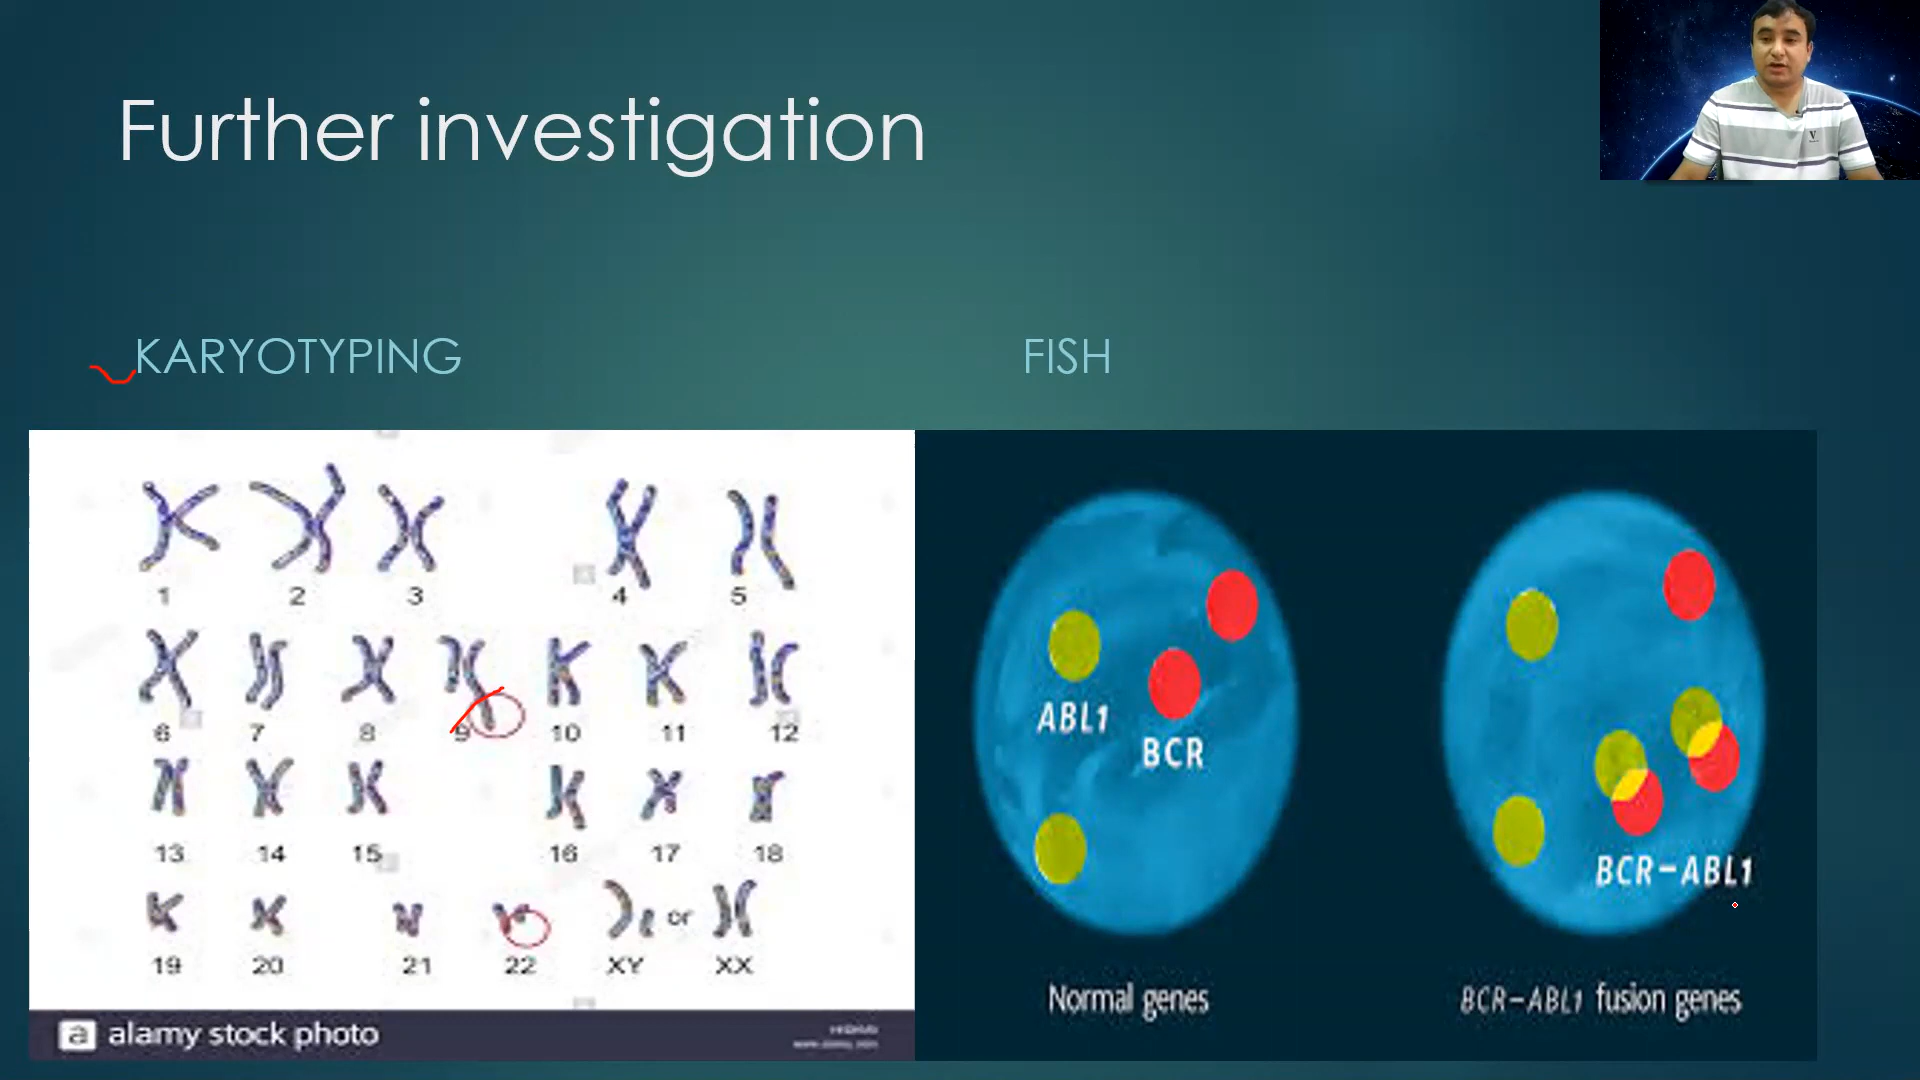 Further investigation
KARYOTYPING
FISH
1 2 3 4 5
6 7 8 9 10 11 12
13 14 15 16 17 18
or
19 20 21 22 XY XX
a alamy stock photo
ABL1
BCR
BCR-ABL1
Normal genes
BCR-ABL1 fusion genes